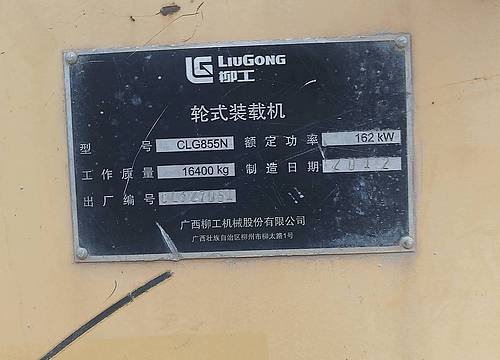 LIUGONG
柳工
轮式装载机
型号 CLG855N 额定功率 162 kW
工作质量 16400 kg 制造日期 2012
出厂编号
广西柳工机械股份有限公司
广西壮族自治区柳州市柳太路1号